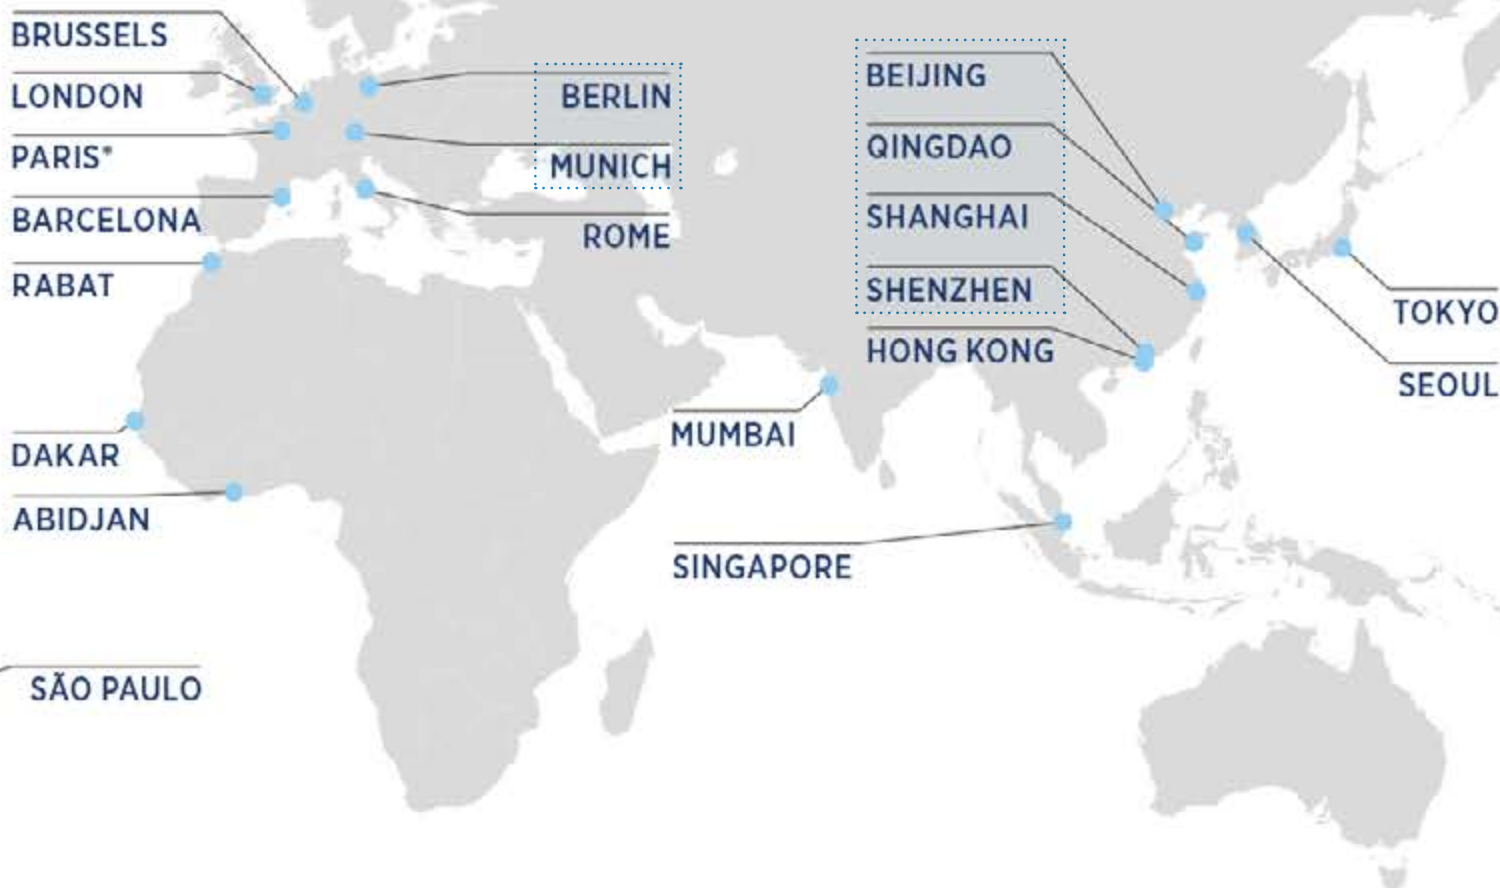 BRUSSELS
LONDON
PARIS*
BARCELONA
RABAT
DAKAR
ABIDJAN
SÃO PAULO
BERLIN
MUNICH
ROME
MUMBAI
SINGAPORE
BEIJING
QINGDAO
SHANGHAI
SHENZHEN
HONG KONG
TOKYO
SEOUL